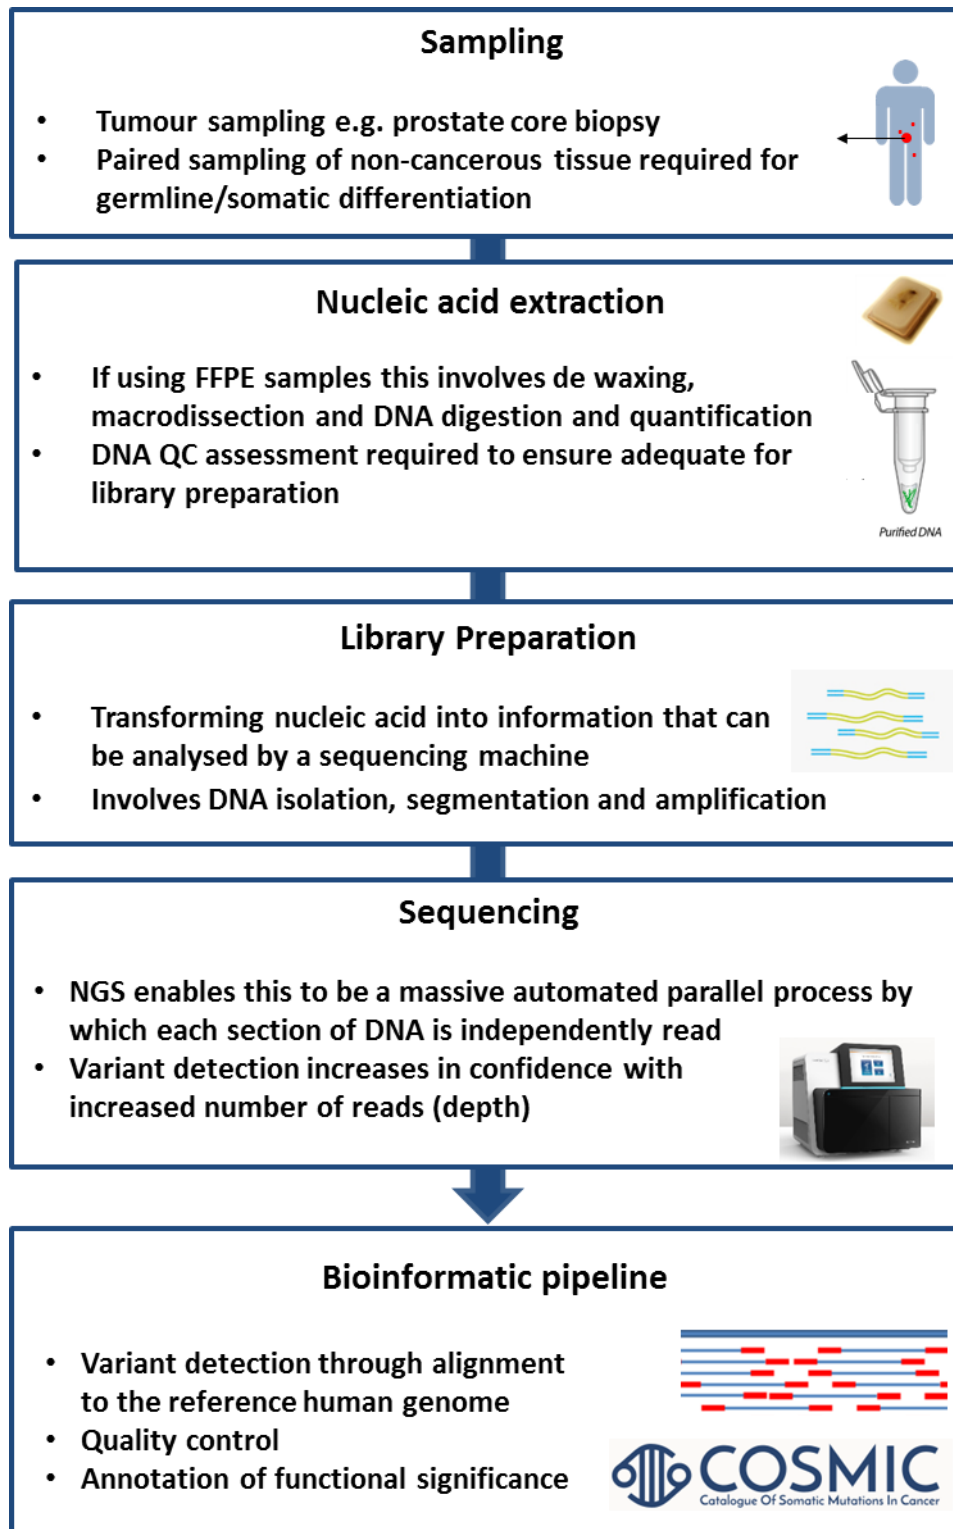 Sampling
• Tumour sampling e.g. prostate core biopsy
• Paired sampling of non-cancerous tissue required for
germline/somatic differentiation
Nucleic acid extraction
• If using FFPE samples this involves de waxing,
macrodissection and DNA digestion and quantification
• DNA QC assessment required to ensure adequate for
library preparation
Purified DNA
Library Preparation
• Transforming nucleic acid into information that can
be analysed by a sequencing machine
• Involves DNA isolation, segmentation and amplification
Sequencing
• NGS enables this to be a massive automated parallel process by
which each section of DNA is independently read
• Variant detection increases in confidence with
increased number of reads (depth)
Bioinformatic pipeline
• Variant detection through alignment
to the reference human genome
• Quality control
• Annotation of functional significance
COSMIC
Catalogue Of Somatic Mutations In Cancer